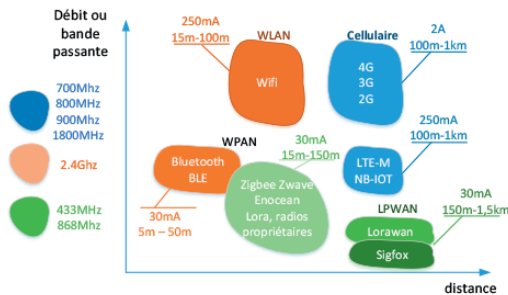 Débit ou
bande
passante
700Mhz
800MHz
900Mhz
1800MHz
2.4Ghz
433MHz
868Mhz
250mA
15m-100m
WLAN
Wifi
Cellulaire
4G
3G
2G
2A
100m-1km
WPAN
Bluetooth
BLE
30mA
5m – 50m
30mA
15m-150m
Zigbee Zwave
Enocean
Lora, radios
propriétaires
LTE-M
NB-IOT
250mA
100m-1km
LPWAN
Lorawan
Sigfox
30mA
150m-1,5km
distance